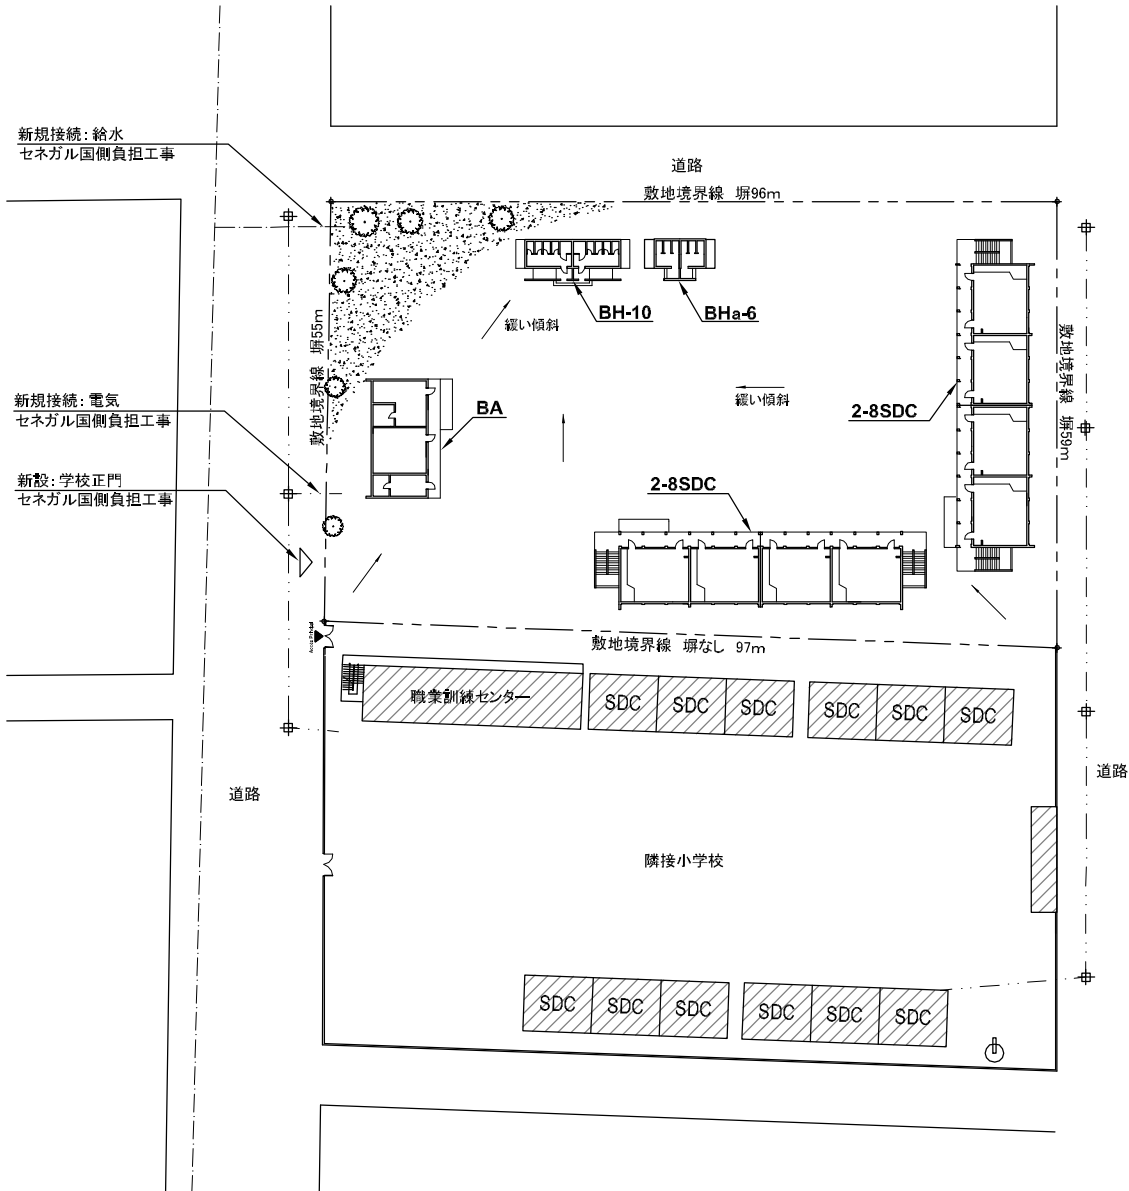 新規接続：給水
セネガル国側負担工事
道路
敷地境界線 塀96m
敷地境界線 塀55m
BH-10
BHa-6
緩い傾斜
敷地境界線 塀59m
新規接続：電気
セネガル国側負担工事
BA
緩い傾斜
2-8SDC
新設：学校正門
セネガル国側負担工事
2-8SDC
敷地境界線 塀なし 97m
職業訓練センター
SDC
SDC
SDC
SDC
SDC
SDC
道路
道路
隣接小学校
SDC
SDC
SDC
SDC
SDC
SDC